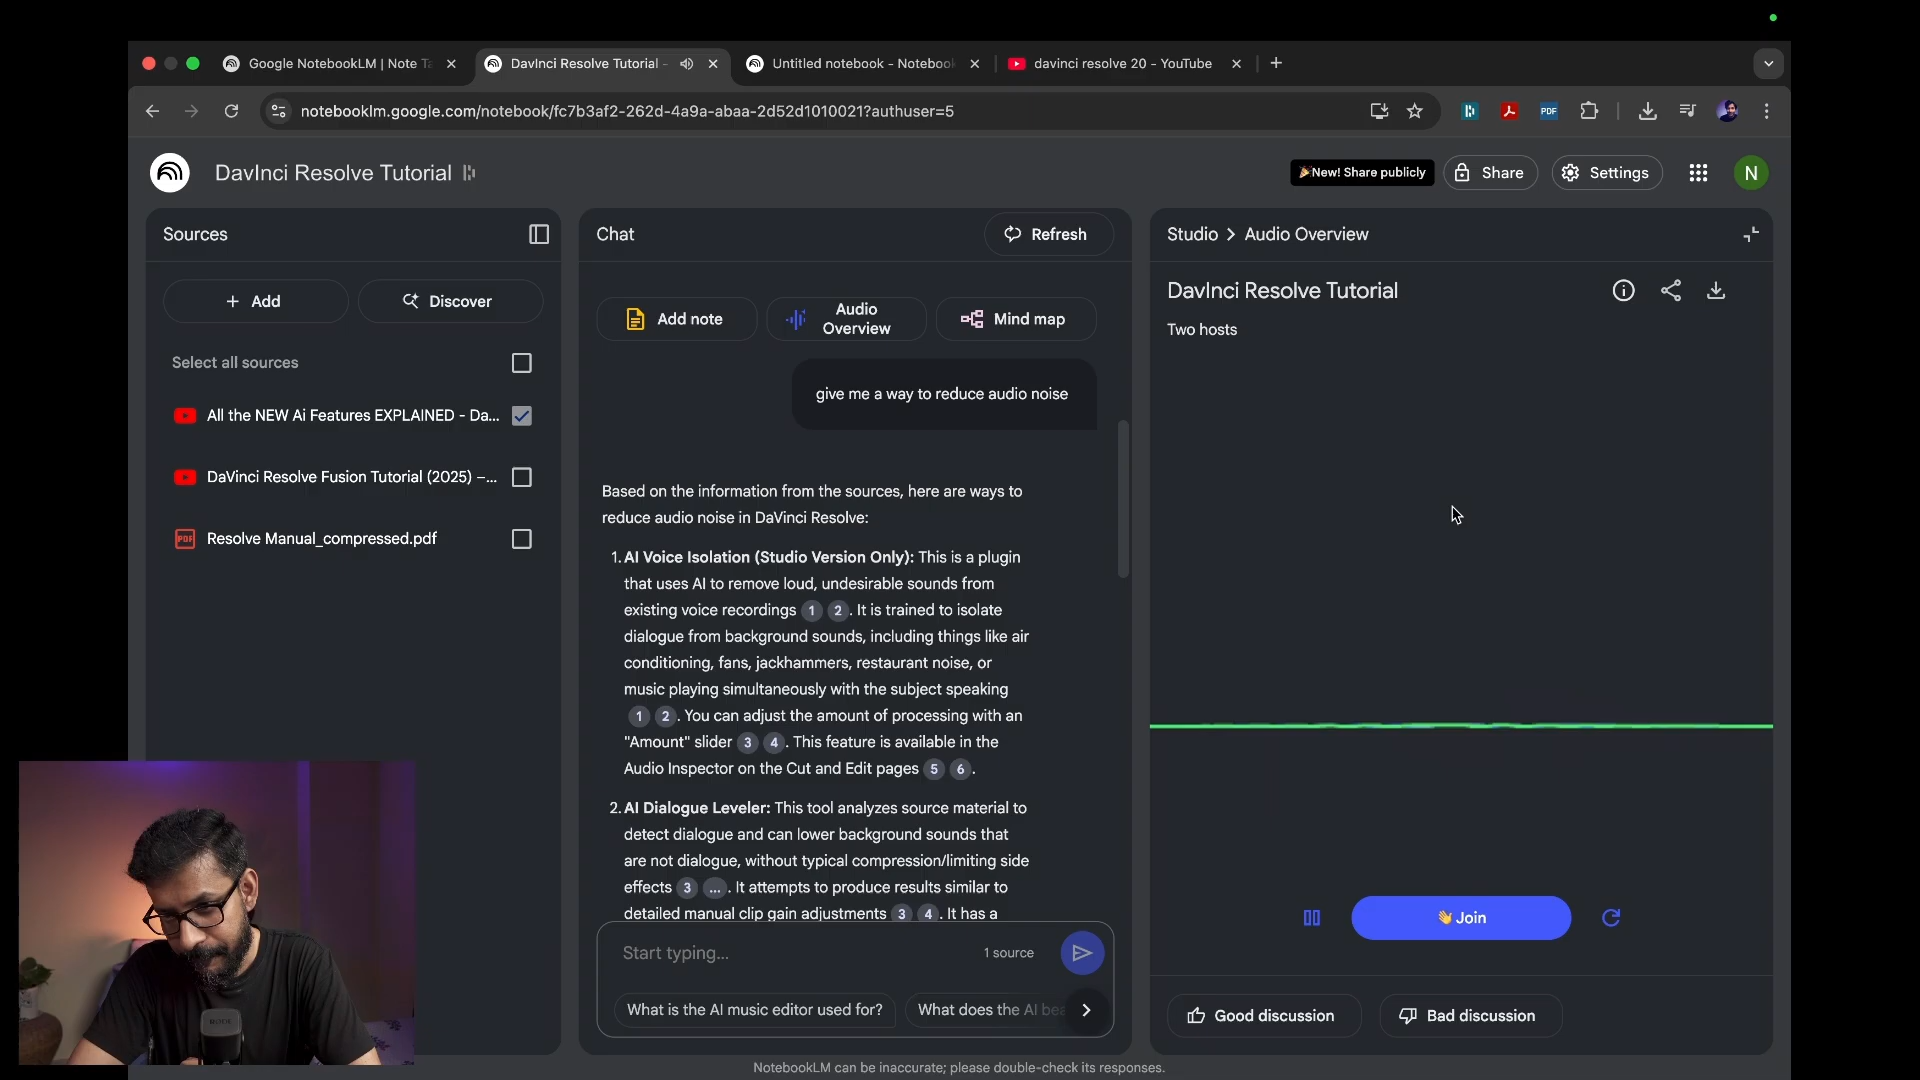 Google NotebookLM | Note Ta
DavInci Resolve Tutorial -
Untitled notebook - Notebook
davinci resolve 20 - YouTube
notebooklm.google.com/notebook/fc7b3af2-262d-4a9a-abaa-2d52d1010021?authuser=5
PDF
DavInci Resolve Tutorial
🎉New! Share publicly
Share
Settings
N
Sources
Add
Discover
Select all sources
All the NEW Ai Features EXPLAINED - Da...
DaVinci Resolve Fusion Tutorial (2025) –...
PDF
Resolve Manual_compressed.pdf
Chat
Refresh
Add note
Audio
Overview
Mind map
give me a way to reduce audio noise
Based on the information from the sources, here are ways to
reduce audio noise in DaVinci Resolve:
1. AI Voice Isolation (Studio Version Only): This is a plugin
that uses AI to remove loud, undesirable sounds from
existing voice recordings 1 2. It is trained to isolate
dialogue from background sounds, including things like air
conditioning, fans, jackhammers, restaurant noise, or
music playing simultaneously with the subject speaking
1 2. You can adjust the amount of processing with an
"Amount" slider 3 4. This feature is available in the
Audio Inspector on the Cut and Edit pages 5 6.
2. AI Dialogue Leveler: This tool analyzes source material to
detect dialogue and can lower background sounds that
are not dialogue, without typical compression/limiting side
effects 3 .... It attempts to produce results similar to
detailed manual clip gain adjustments 3 4. It has a
Start typing...
1 source
What is the AI music editor used for?
What does the AI bea
Studio > Audio Overview
DavInci Resolve Tutorial
Two hosts
👋 Join
Good discussion
Bad discussion
NotebookLM can be inaccurate; please double-check its responses.
RODE